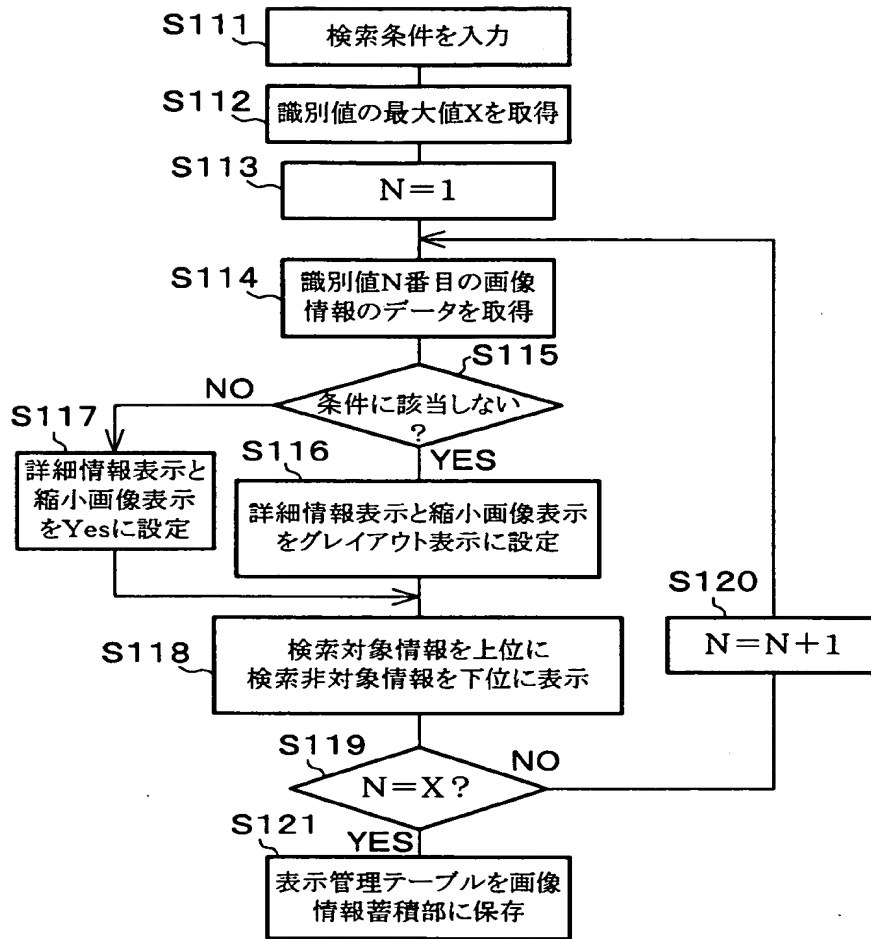 S111
検索条件を入力
S112
識別値の最大値Xを取得
S113
N=1
S114
識別値N番目の画像
情報のデータを取得
S115
条件に該当しない
?
NO
YES
S117
詳細情報表示と
縮小画像表示
をYesに設定
S116
詳細情報表示と縮小画像表示
をグレイアウト表示に設定
S118
検索対象情報を上位に
検索非対象情報を下位に表示
S120
N=N+1
S119
N=X?
NO
YES
S121
表示管理テーブルを画像
情報蓄積部に保存